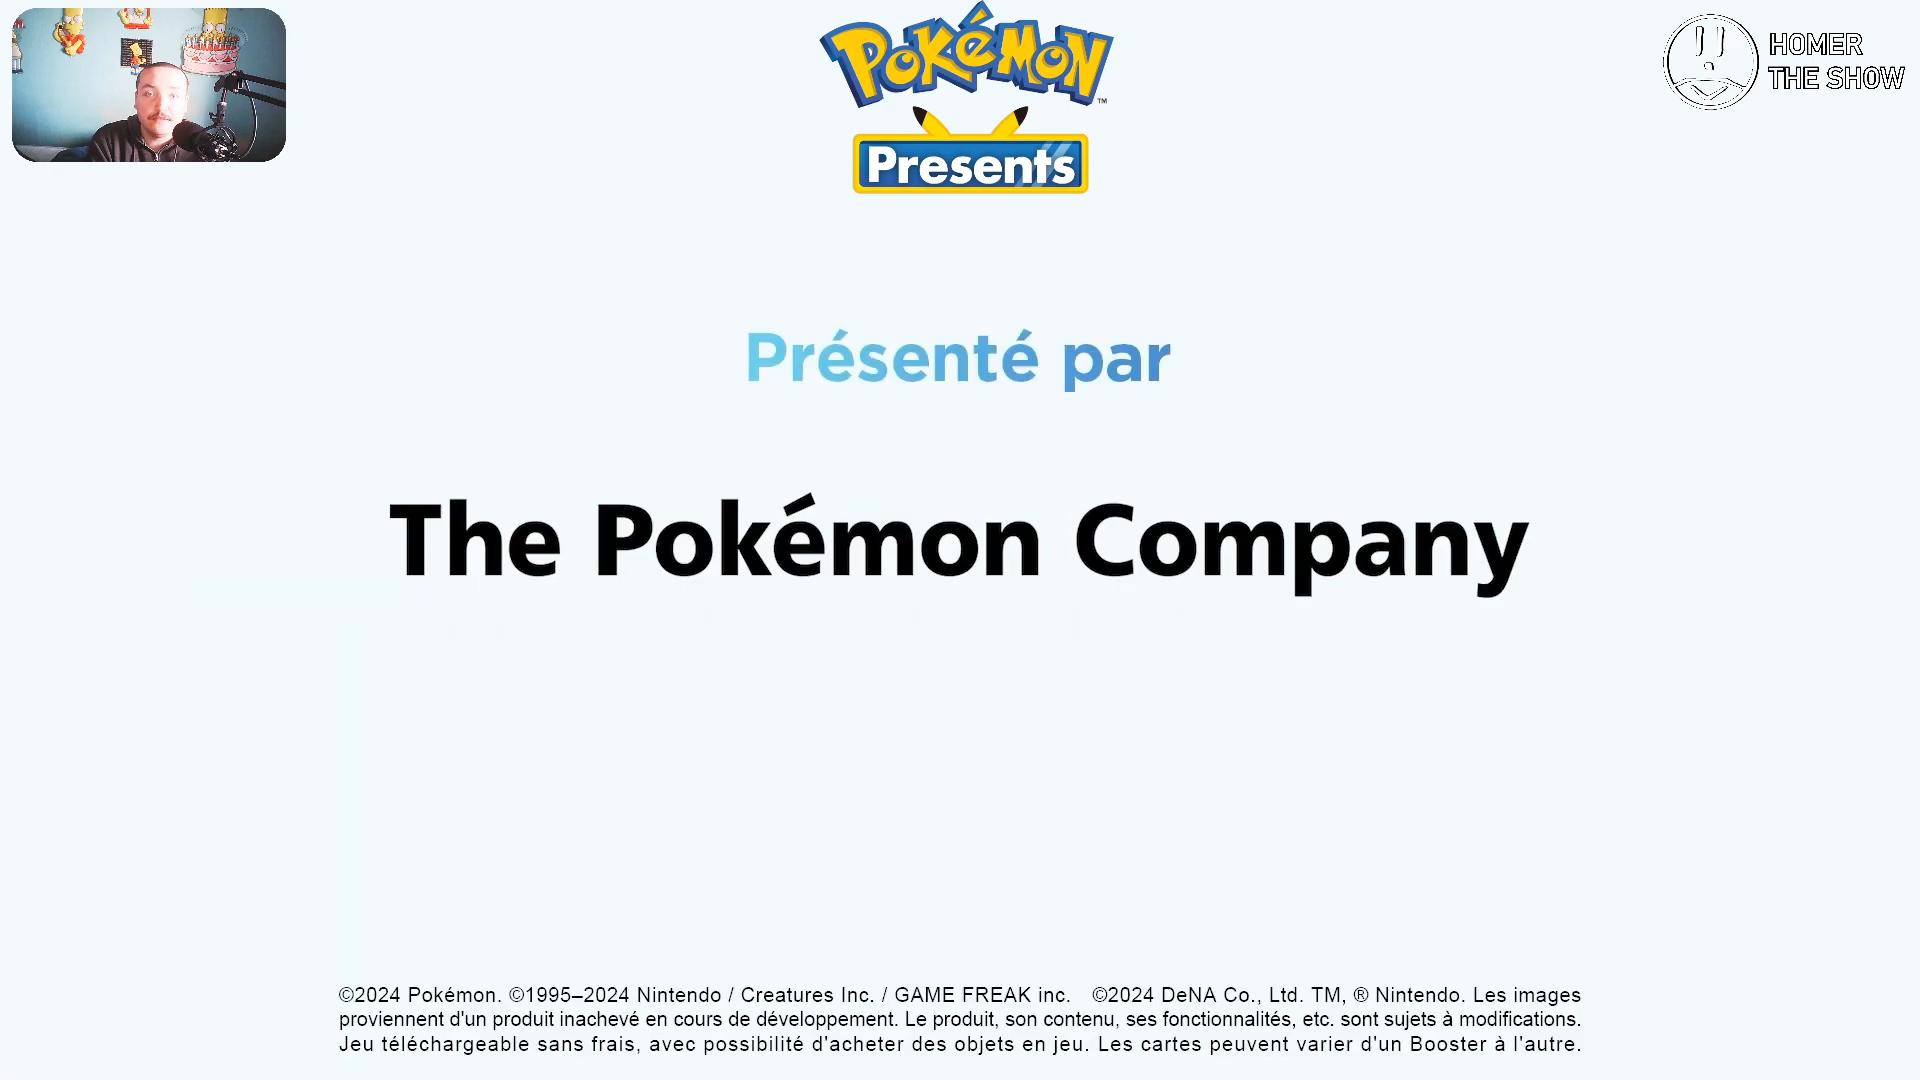 POKÉMON
™
Presents
HOMER
THE SHOW
Présenté par
The Pokémon Company
©2024 Pokémon. ©1995–2024 Nintendo / Creatures Inc. / GAME FREAK inc. ©2024 DeNA Co., Ltd. TM, ® Nintendo. Les images
proviennent d'un produit inachevé en cours de développement. Le produit, son contenu, ses fonctionnalités, etc. sont sujets à modifications.
Jeu téléchargeable sans frais, avec possibilité d'acheter des objets en jeu. Les cartes peuvent varier d'un Booster à l'autre.